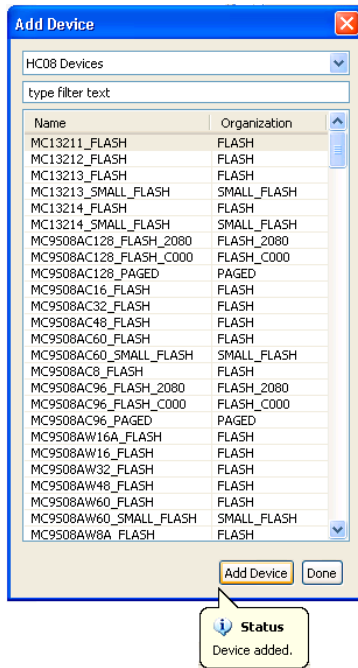 Add Device
HC08 Devices
type filter text
Name Organization
MC13211_FLASH FLASH
MC13212_FLASH FLASH
MC13213_FLASH FLASH
MC13213_SMALL_FLASH SMALL_FLASH
MC13214_FLASH FLASH
MC13214_SMALL_FLASH SMALL_FLASH
MC9S08AC128_FLASH_2080 FLASH_2080
MC9S08AC128_FLASH_C000 FLASH_C000
MC9S08AC128_PAGED PAGED
MC9S08AC16_FLASH FLASH
MC9S08AC32_FLASH FLASH
MC9S08AC48_FLASH FLASH
MC9S08AC60_FLASH FLASH
MC9S08AC60_SMALL_FLASH SMALL_FLASH
MC9S08AC8_FLASH FLASH
MC9S08AC96_FLASH_2080 FLASH_2080
MC9S08AC96_FLASH_C000 FLASH_C000
MC9S08AC96_PAGED PAGED
MC9S08AW16A_FLASH FLASH
MC9S08AW16_FLASH FLASH
MC9S08AW32_FLASH FLASH
MC9S08AW48_FLASH FLASH
MC9S08AW60_FLASH FLASH
MC9S08AW60_SMALL_FLASH SMALL_FLASH
MC9S08AW8A_FLASH FLASH
Add Device Done
Status
Device added.